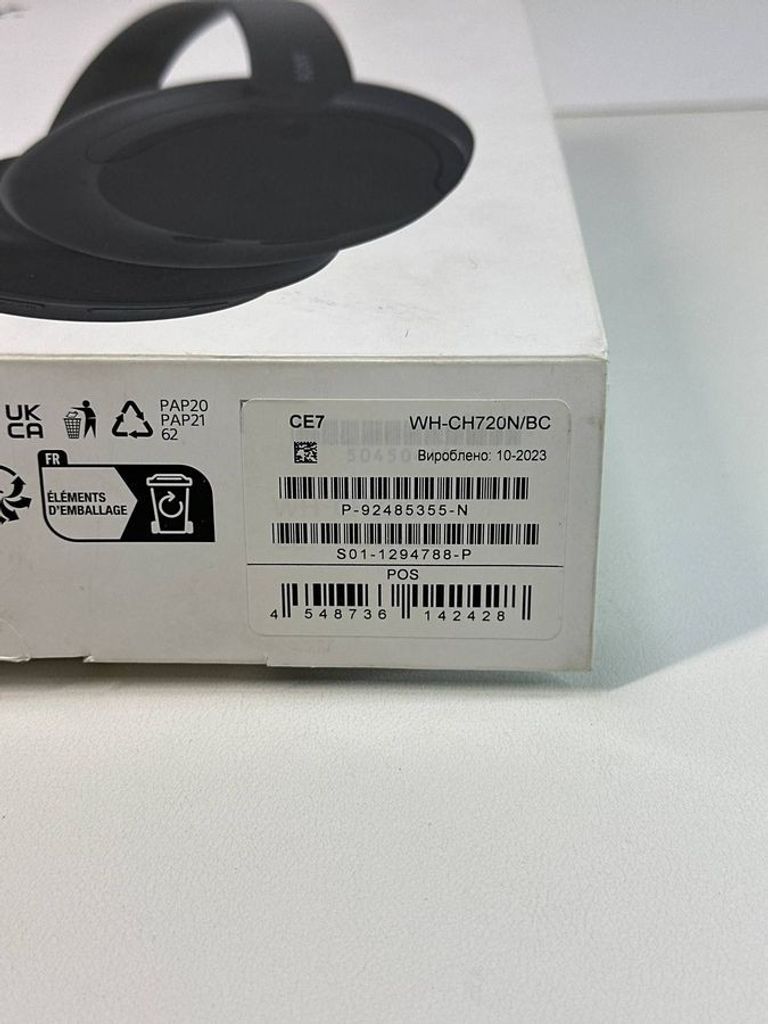 UK
CA
PAP20
PAP21
62
FR
ÉLÉMENTS
D'EMBALLAGE
CE7 WH-CH720N/BC
Вироблено: 10-2023
P-92485355-N
S01-1294788-P
POS
4 548736 142428